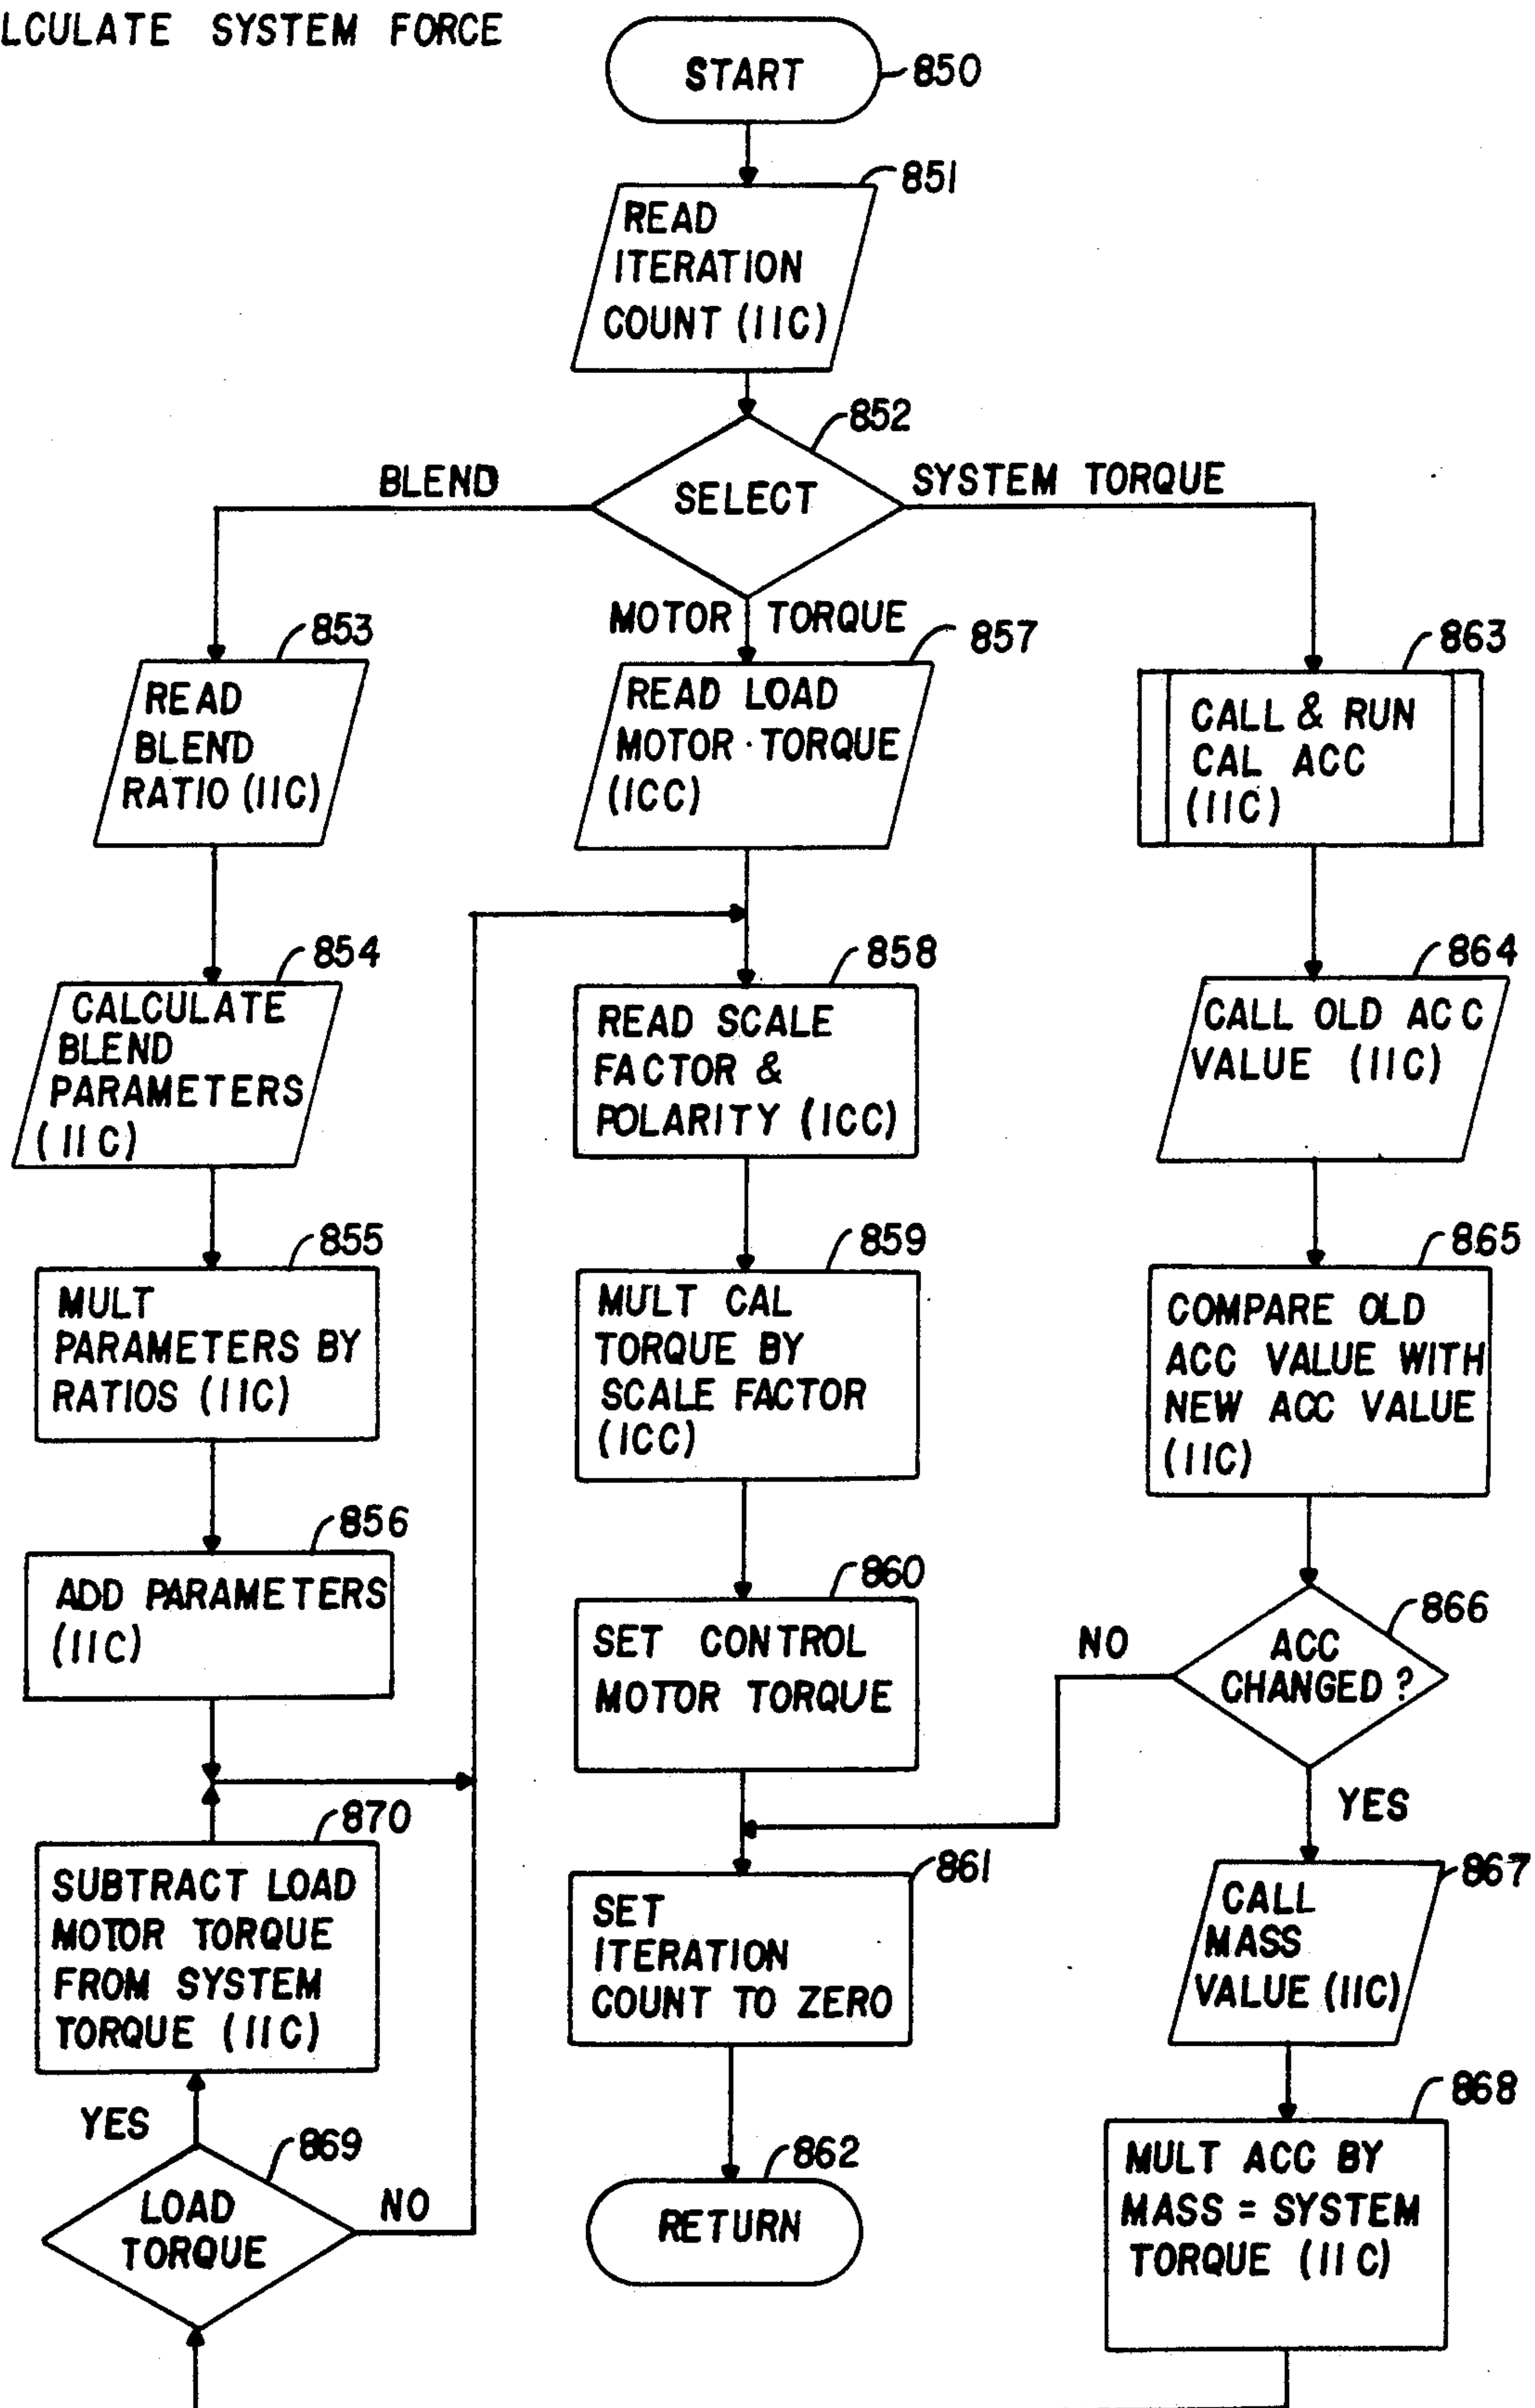 LCULATE SYSTEM FORCE
START
850
851
READ
ITERATION
COUNT (IIC)
852
SELECT
BLEND
SYSTEM TORQUE
MOTOR TORQUE
853
READ
BLEND
RATIO (IIC)
857
READ LOAD
MOTOR TORQUE
(ICC)
863
CALL & RUN
CAL ACC
(IIC)
854
CALCULATE
BLEND
PARAMETERS
(IIC)
858
READ SCALE
FACTOR &
POLARITY (ICC)
864
CALL OLD ACC
VALUE (IIC)
855
MULT
PARAMETERS BY
RATIOS (IIC)
859
MULT CAL
TORQUE BY
SCALE FACTOR
(ICC)
865
COMPARE OLD
ACC VALUE WITH
NEW ACC VALUE
(IIC)
856
ADD PARAMETERS
(IIC)
860
SET CONTROL
MOTOR TORQUE
866
ACC
CHANGED?
NO
YES
870
SUBTRACT LOAD
MOTOR TORQUE
FROM SYSTEM
TORQUE (IIC)
861
SET
ITERATION
COUNT TO ZERO
867
CALL
MASS
VALUE (IIC)
YES
869
LOAD
TORQUE
NO
862
RETURN
868
MULT ACC BY
MASS = SYSTEM
TORQUE (IIC)